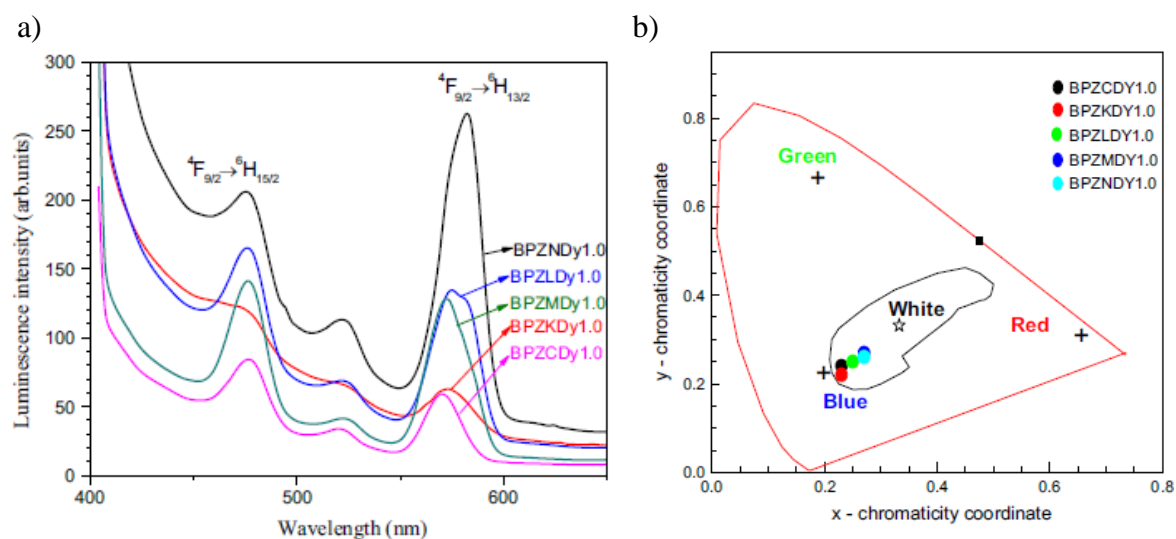 a)
300
250
200
150
100
50
0
Luminescence intensity (arb.units)
⁴F₉/₂→⁶H₁₅/₂
⁴F₉/₂→⁶H₁₃/₂
BPZNDy1.0
BPZLDy1.0
BPZMDy1.0
BPZKDy1.0
BPZCDy1.0
400 500 600
Wavelength (nm)
b)
0.8
0.6
0.4
0.2
0.0
y - chromaticity coordinate
BPZCDY1.0
BPZKDY1.0
BPZLDY1.0
BPZMDY1.0
BPZNDY1.0
Green
White
Red
Blue
0.0 0.2 0.4 0.6 0.8
x - chromaticity coordinate